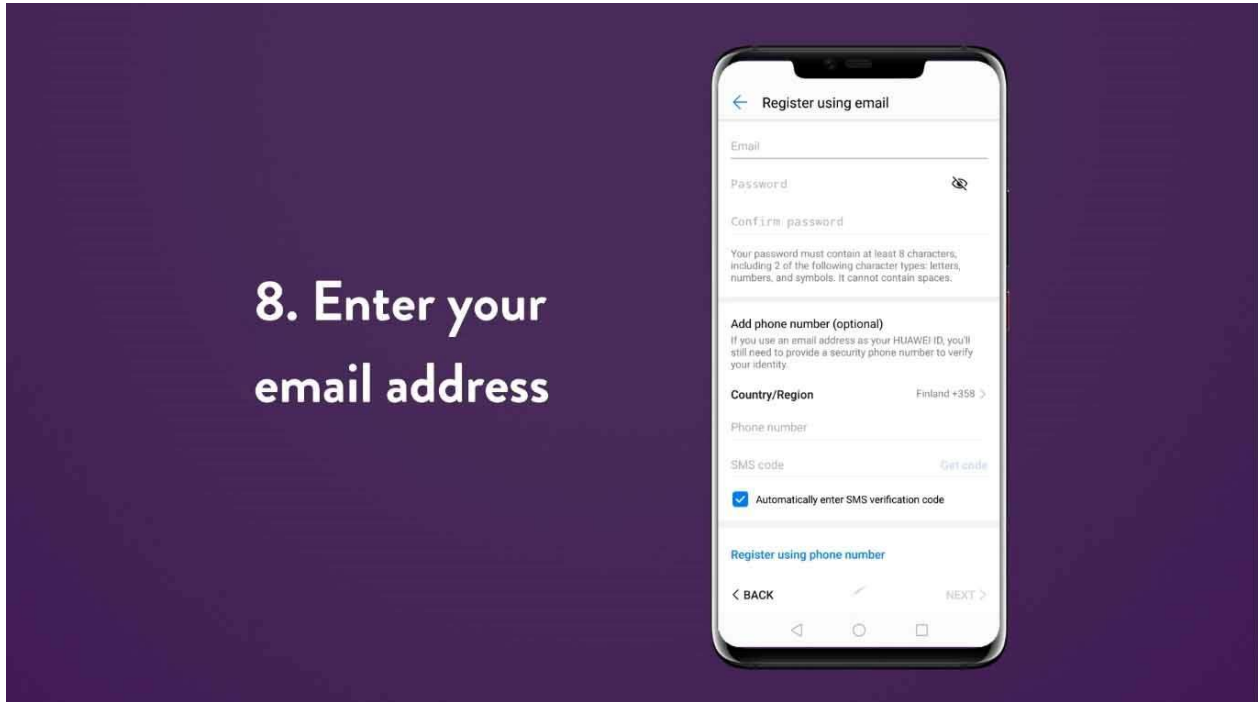 8. Enter your
email address
Register using email
Email
Password
Confirm password
Your password must contain at least 8 characters,
including 2 of the following character types: letters,
numbers, and symbols. It cannot contain spaces.
Add phone number (optional)
If you use an email address as your HUAWEI ID, you'll
still need to provide a security phone number to verify
your identity.
Country/Region Finland +358 >
Phone number
SMS code Get code
Automatically enter SMS verification code
Register using phone number
< BACK NEXT >